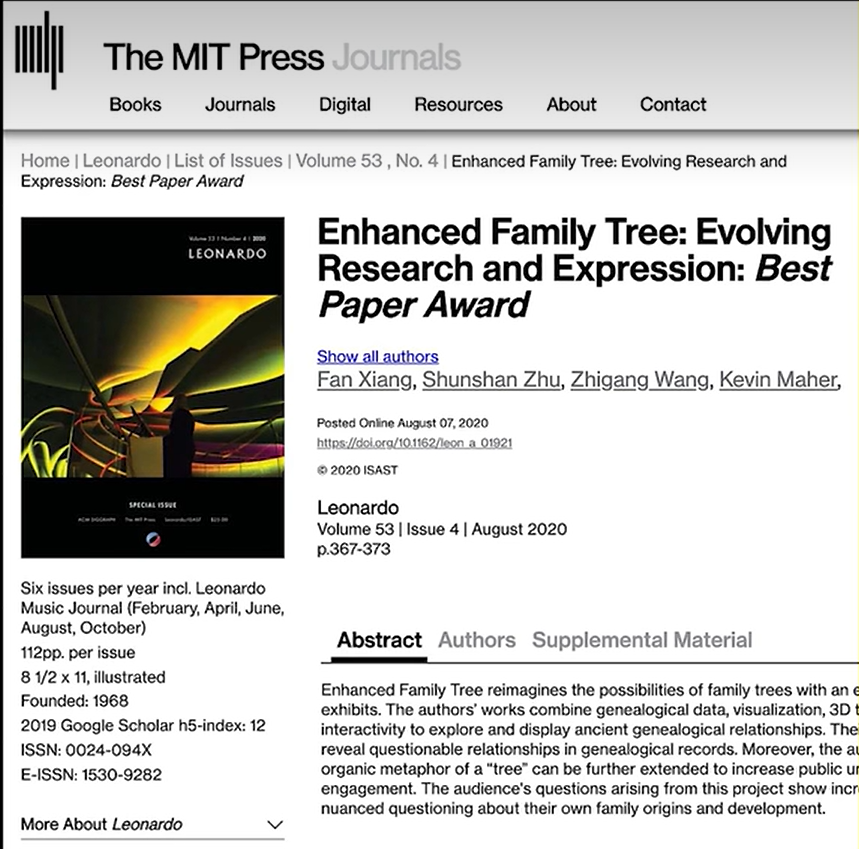 The MIT Press Journals
Books Journals Digital Resources About Contact
Home | Leonardo | List of Issues | Volume 53 , No. 4 | Enhanced Family Tree: Evolving Research and
Expression: Best Paper Award
Volume 53 | Number 4 | 2020
LEONARDO
SPECIAL ISSUE
ACM SIGGRAPH The MIT Press Leonardo/ISAST $25.00
Six issues per year incl. Leonardo
Music Journal (February, April, June,
August, October)
112pp. per issue
8 1/2 x 11, illustrated
Founded: 1968
2019 Google Scholar h5-index: 12
ISSN: 0024-094X
E-ISSN: 1530-9282
More About Leonardo
Enhanced Family Tree: Evolving
Research and Expression: Best
Paper Award
Show all authors
Fan Xiang, Shunshan Zhu, Zhigang Wang, Kevin Maher,
Posted Online August 07, 2020
https://doi.org/10.1162/leon_a_01921
© 2020 ISAST
Leonardo
Volume 53 | Issue 4 | August 2020
p.367-373
Abstract Authors Supplemental Material
Enhanced Family Tree reimagines the possibilities of family trees with an
exhibits. The authors' works combine genealogical data, visualization, 3D
interactivity to explore and display ancient genealogical relationships.
reveal questionable relationships in genealogical records. Moreover, the
organic metaphor of a "tree" can be further extended to increase public
engagement. The audience's questions arising from this project show
nuanced questioning about their own family origins and development.